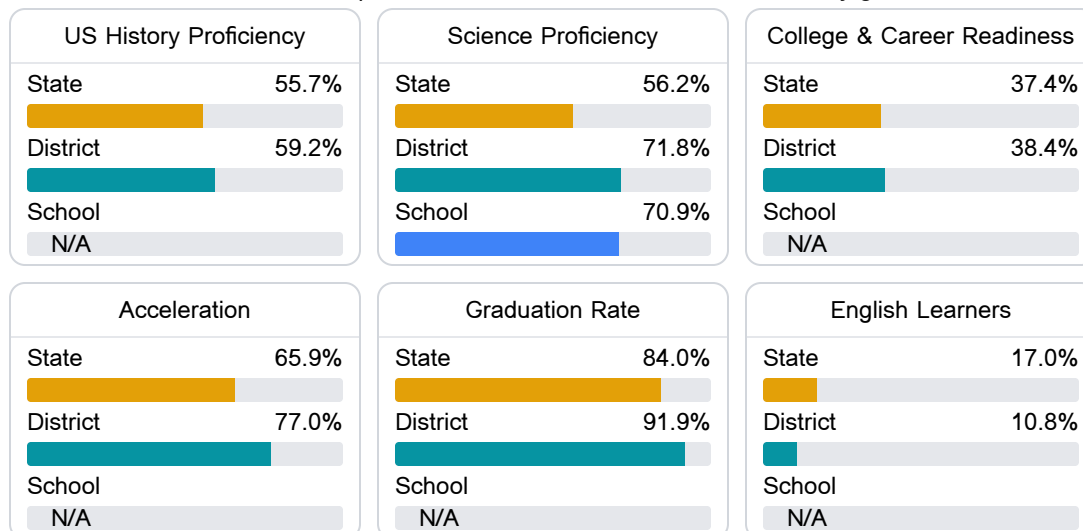 US History Proficiency
State 55.7%
District 59.2%
School
N/A
Science Proficiency
State 56.2%
District 71.8%
School 70.9%
College & Career Readiness
State 37.4%
District 38.4%
School
N/A
Acceleration
State 65.9%
District 77.0%
School
N/A
Graduation Rate
State 84.0%
District 91.9%
School
N/A
English Learners
State 17.0%
District 10.8%
School
N/A